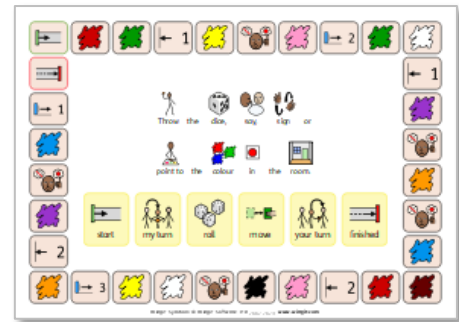 1
2
1
1
Throw the dice, say, sign or
point to the colour in the room.
2
start my turn roll move your turn finished
3
2